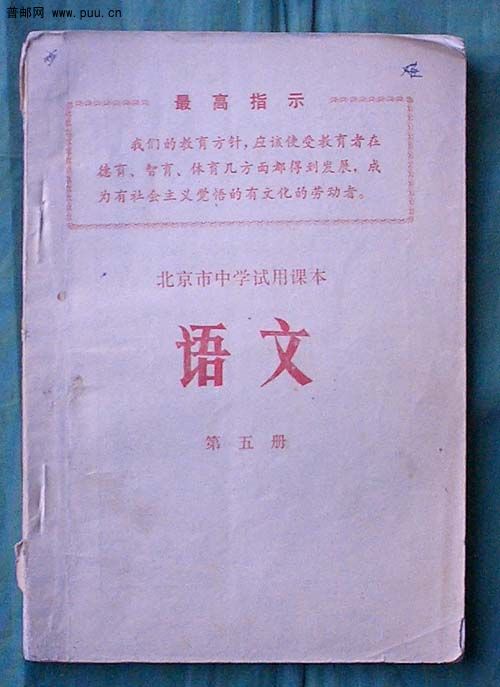 普邮网 www.puu.cn
最高指示
我们的教育方针，应该使受教育者在
德育、智育、体育几方面都得到发展，成
为有社会主义觉悟的有文化的劳动者。
北京市中学试用课本
语文
第五册